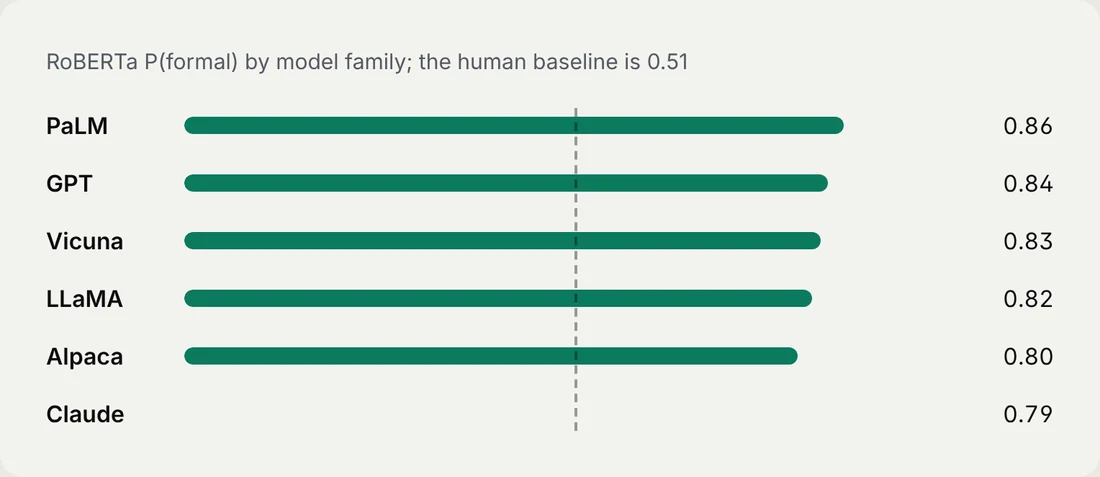 RoBERTa P(formal) by model family; the human baseline is 0.51
PaLM 0.86
GPT 0.84
Vicuna 0.83
LLaMA 0.82
Alpaca 0.80
Claude 0.79